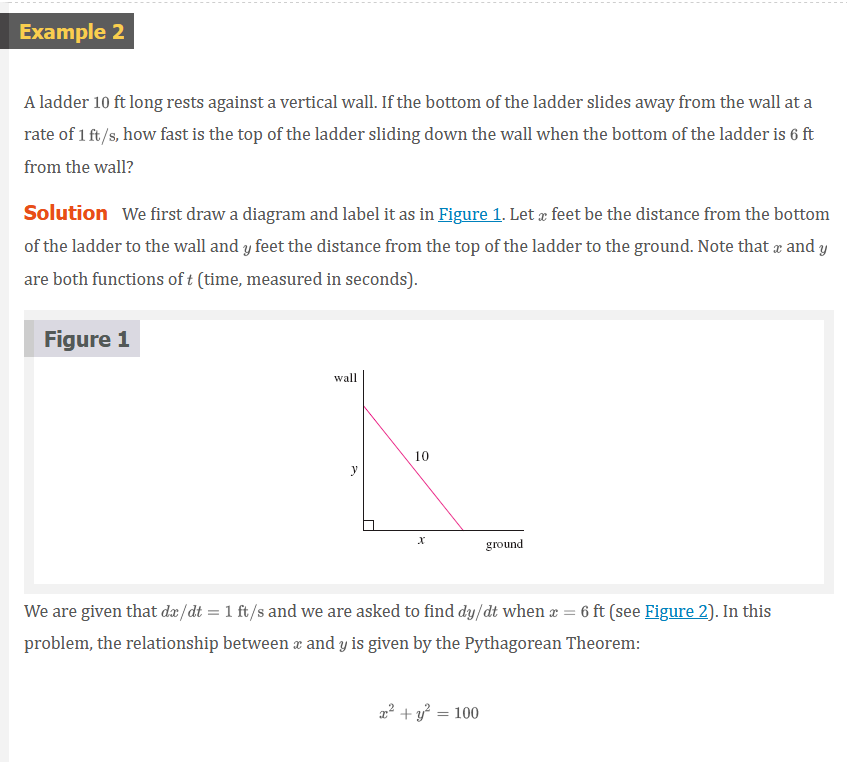 Example 2
A ladder 10 ft long rests against a vertical wall. If the bottom of the ladder slides away from the wall at a
rate of 1 ft/s, how fast is the top of the ladder sliding down the wall when the bottom of the ladder is 6 ft
from the wall?
Solution We first draw a diagram and label it as in Figure 1. Let x feet be the distance from the bottom
of the ladder to the wall and y feet the distance from the top of the ladder to the ground. Note that x and y
are both functions of t (time, measured in seconds).
Figure 1
wall
10
y
x
ground
We are given that dx/dt = 1 ft/s and we are asked to find dy/dt when x = 6 ft (see Figure 2). In this
problem, the relationship between x and y is given by the Pythagorean Theorem:
x² + y² = 100